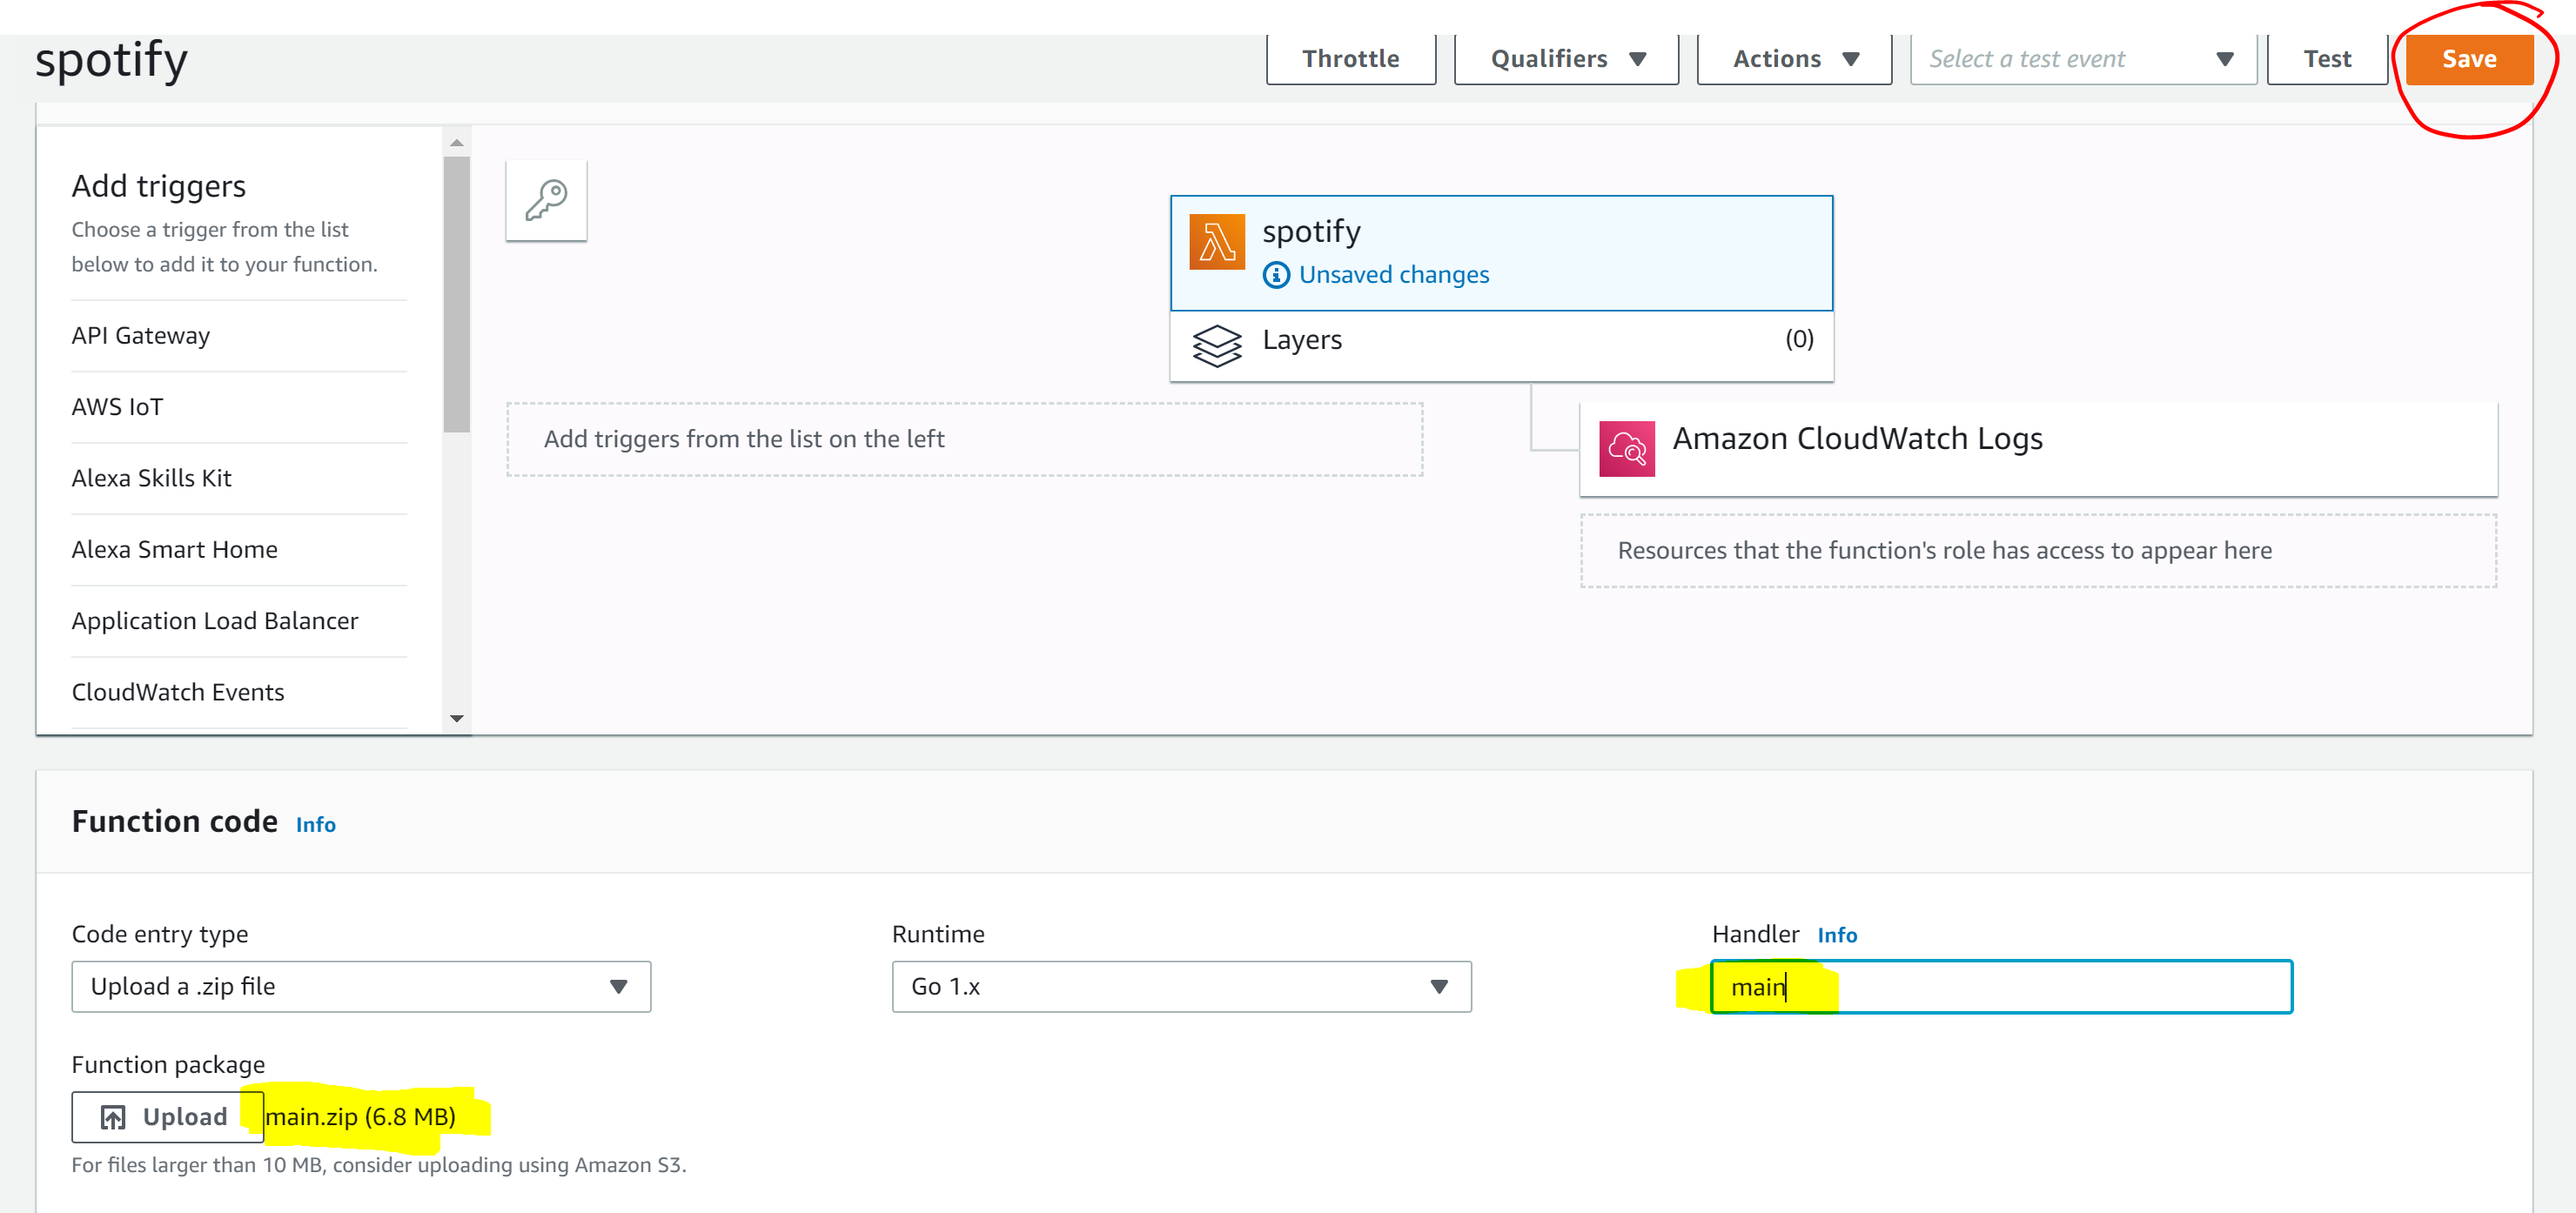 spotify
Throttle
Qualifiers
Actions
Select a test event
Test
Save
Add triggers
Choose a trigger from the list
below to add it to your function.
API Gateway
AWS IoT
Alexa Skills Kit
Alexa Smart Home
Application Load Balancer
CloudWatch Events
spotify
Unsaved changes
Layers (0)
Add triggers from the list on the left
Amazon CloudWatch Logs
Resources that the function's role has access to appear here
Function code Info
Code entry type
Upload a .zip file
Runtime
Go 1.x
Handler Info
main
Function package
Upload main.zip (6.8 MB)
For files larger than 10 MB, consider uploading using Amazon S3.